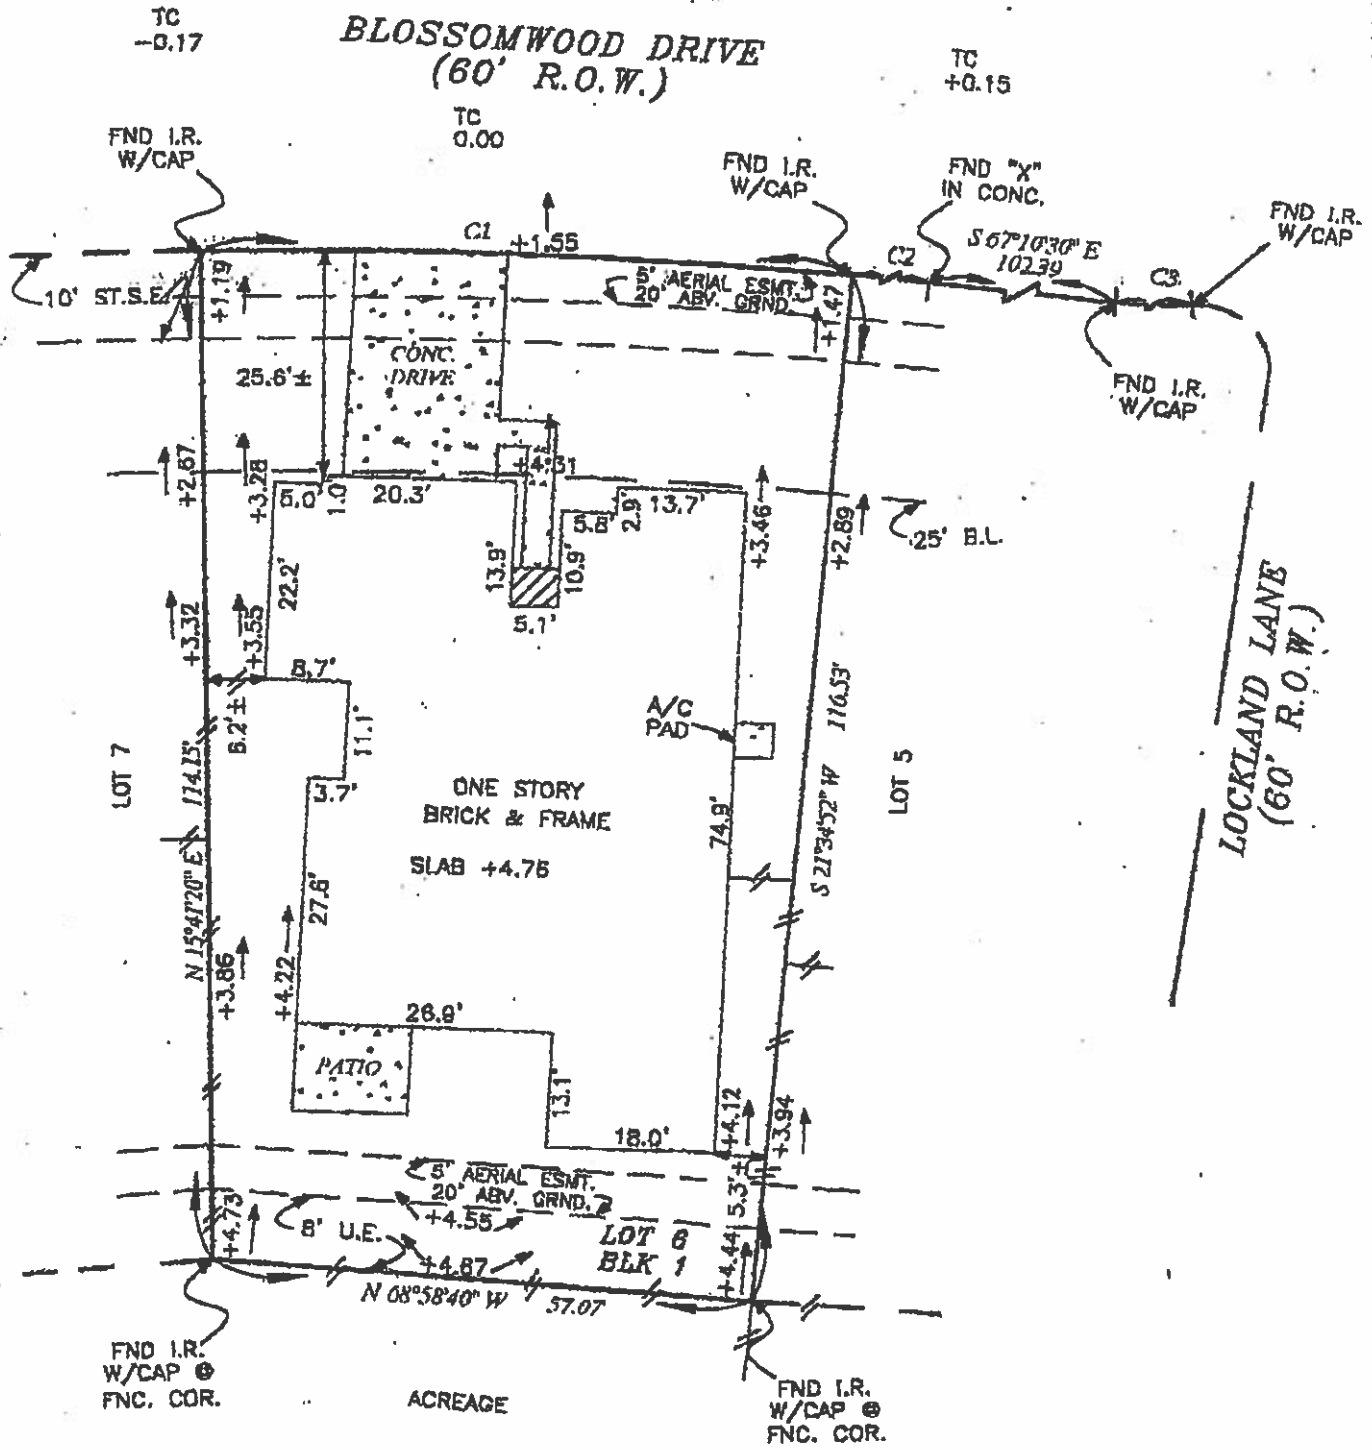 TC
-0.17
BLOSSOMWOOD DRIVE
(60' R.O.W.)
TC
+0.15
TC
0.00
FND I.R.
W/CAP
FND I.R.
W/CAP
FND "X"
IN CONC.
FND I.R.
W/CAP
C1
+1.55
C2
S 67°10'30" E
102.39
C3
10' ST.S.E.
+1.19
5' AERIAL ESMT.
20' ABV. GRND.
+1.47
CONC.
DRIVE
25.6'±
FND I.R.
W/CAP
+2.67
+3.28
+4.31
5.0'
1.0'
20.3'
5.8'
2.9'
13.7'
+3.46
+2.89
25' B.L.
22.2'
13.9'
10.9'
5.1'
+3.32
+3.55
8.7'
6.2'±
11.1'
A/C
PAD
LOT 7
N 15°41'20" E 114.15'
3.7'
ONE STORY
BRICK & FRAME
SLAB +4.76
74.9'
S 21°34'52" W 116.53'
LOT 5
LOCKLAND LANE
(60' R.O.W.)
27.6'
+3.86
+4.22
26.9'
PATIO
13.1'
18.0'
+4.12
+3.94
5' AERIAL ESMT.
20' ABV. GRND.
5.3'±
+4.73
8' U.E.
+4.55
LOT 6
BLK 1
+4.67
+4.44
N 68°58'40" W 57.07
FND I.R.
W/CAP @
FNC. COR.
ACREAGE
FND I.R.
W/CAP @
FNC. COR.